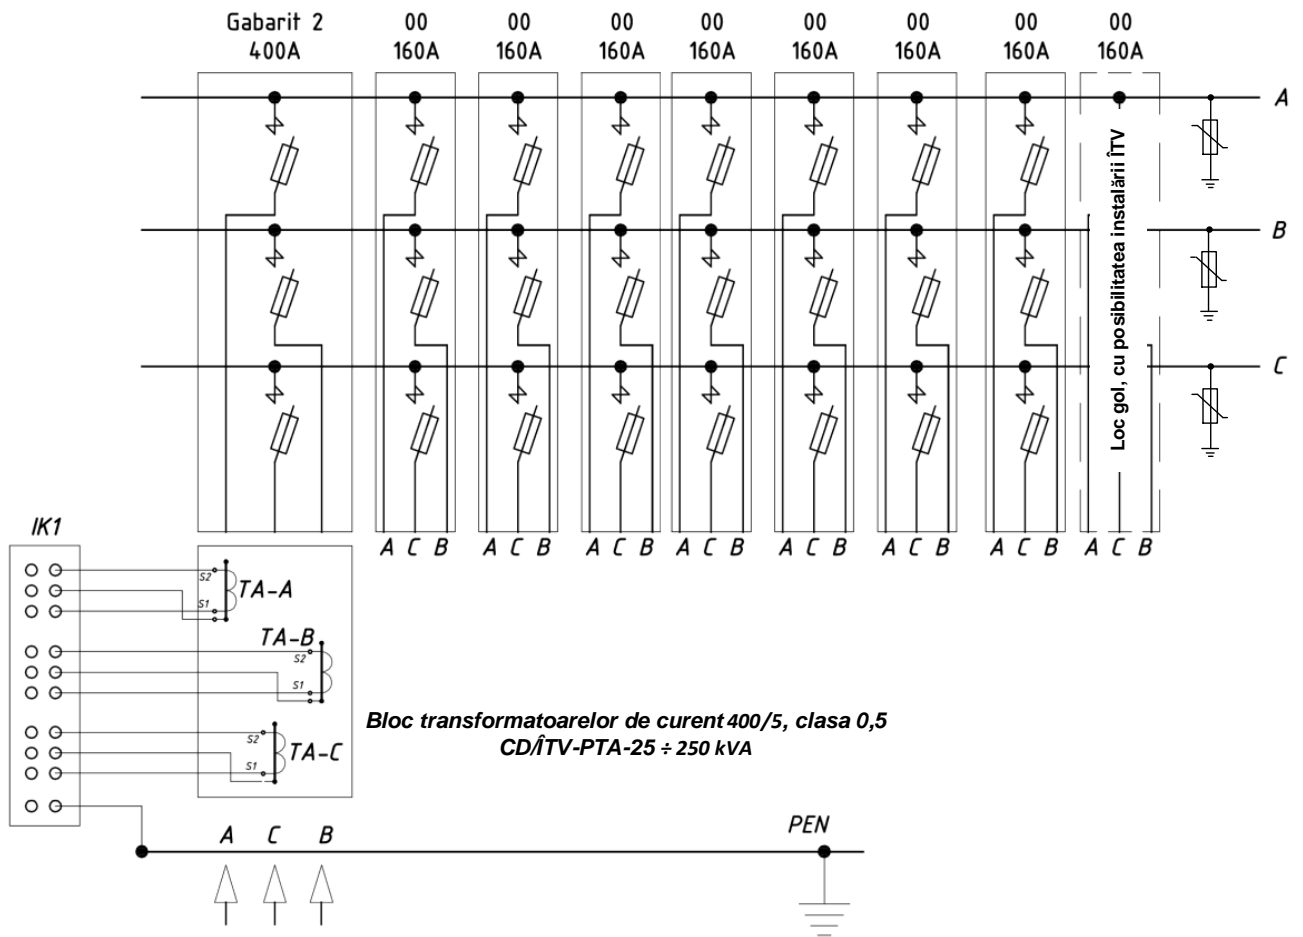 Gabarit 2 00 00 00 00 00 00 00 00
400A 160A 160A 160A 160A 160A 160A 160A 160A
A
B
C
Loc gol, cu posibilitatea instalării ÎTV
A C B A C B A C B A C B A C B A C B A C B A C B
IK1
S2
TA-A
S1
TA-B
S2
S1
S2
TA-C
S1
Bloc transformatoarelor de curent 400/5, clasa 0,5
CD/ÎTV-PTA-25 ÷ 250 kVA
A C B
PEN